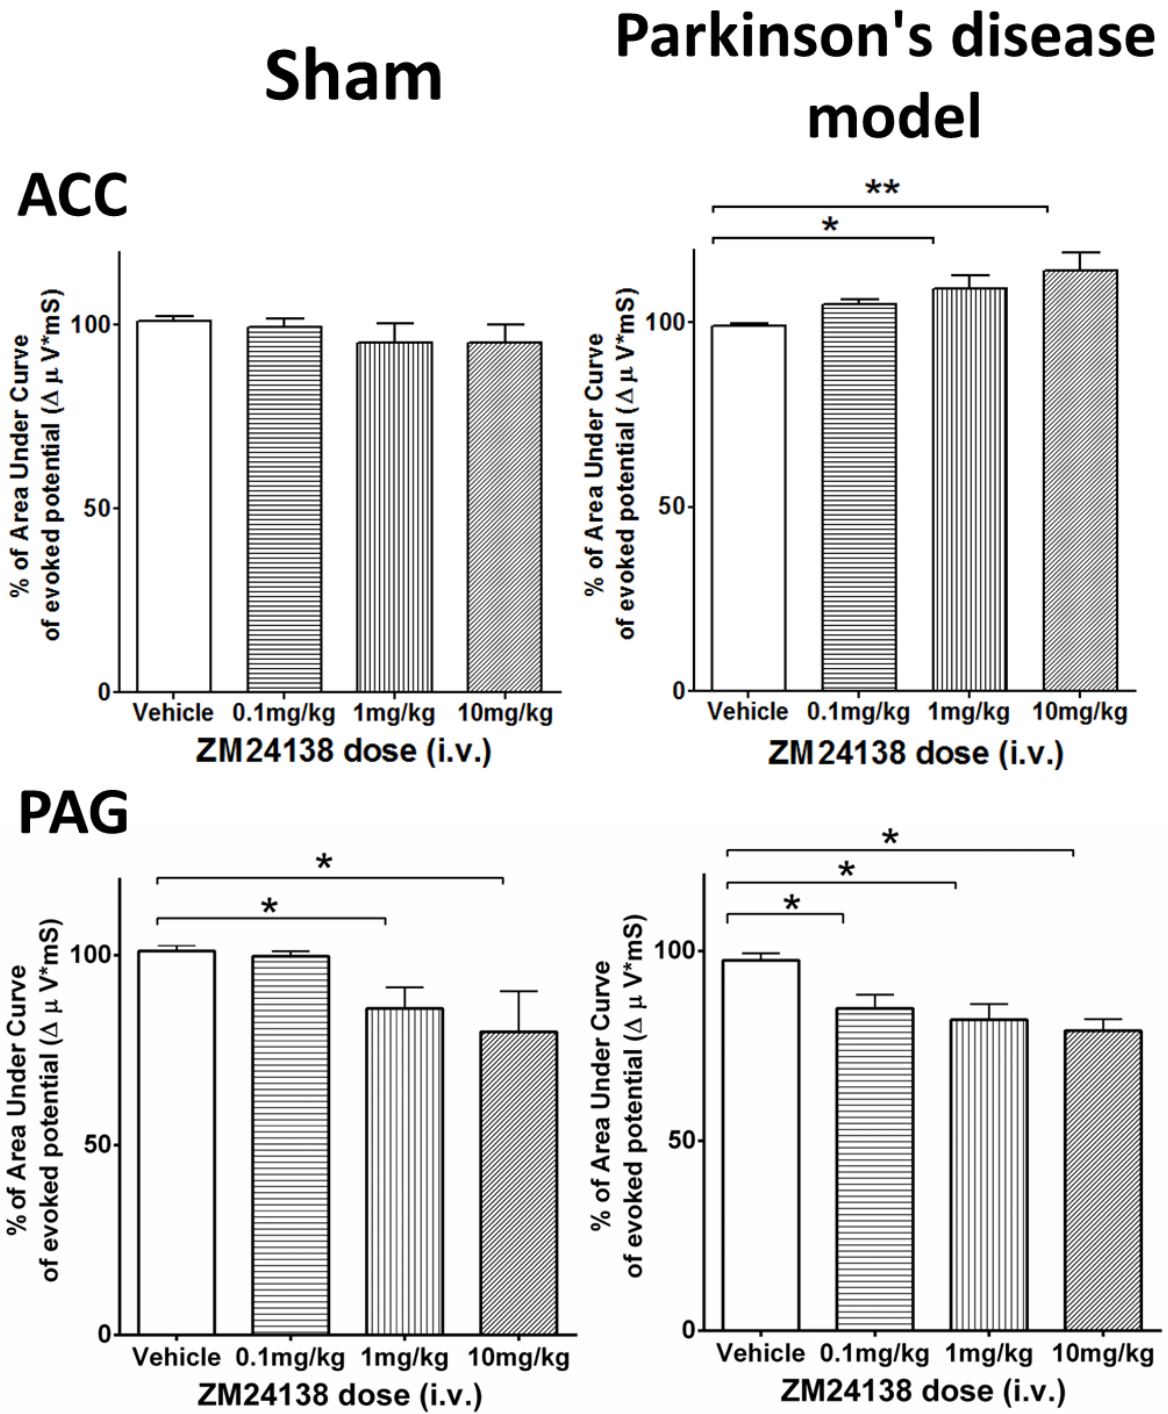 Sham
Parkinson's disease
model
ACC
% of Area Under Curve
of evoked potential (Δ μ V*mS)
100
50
0
Vehicle 0.1mg/kg 1mg/kg 10mg/kg
ZM24138 dose (i.v.)
**
*
% of Area Under Curve
of evoked potential (Δ μ V*mS)
100
50
0
Vehicle 0.1mg/kg 1mg/kg 10mg/kg
ZM24138 dose (i.v.)
PAG
*
*
% of Area Under Curve
of evoked potential (Δ μ V*mS)
100
50
0
Vehicle 0.1mg/kg 1mg/kg 10mg/kg
ZM24138 dose (i.v.)
*
*
*
% of Area Under Curve
of evoked potential (Δ μ V*mS)
100
50
0
Vehicle 0.1mg/kg 1mg/kg 10mg/kg
ZM24138 dose (i.v.)